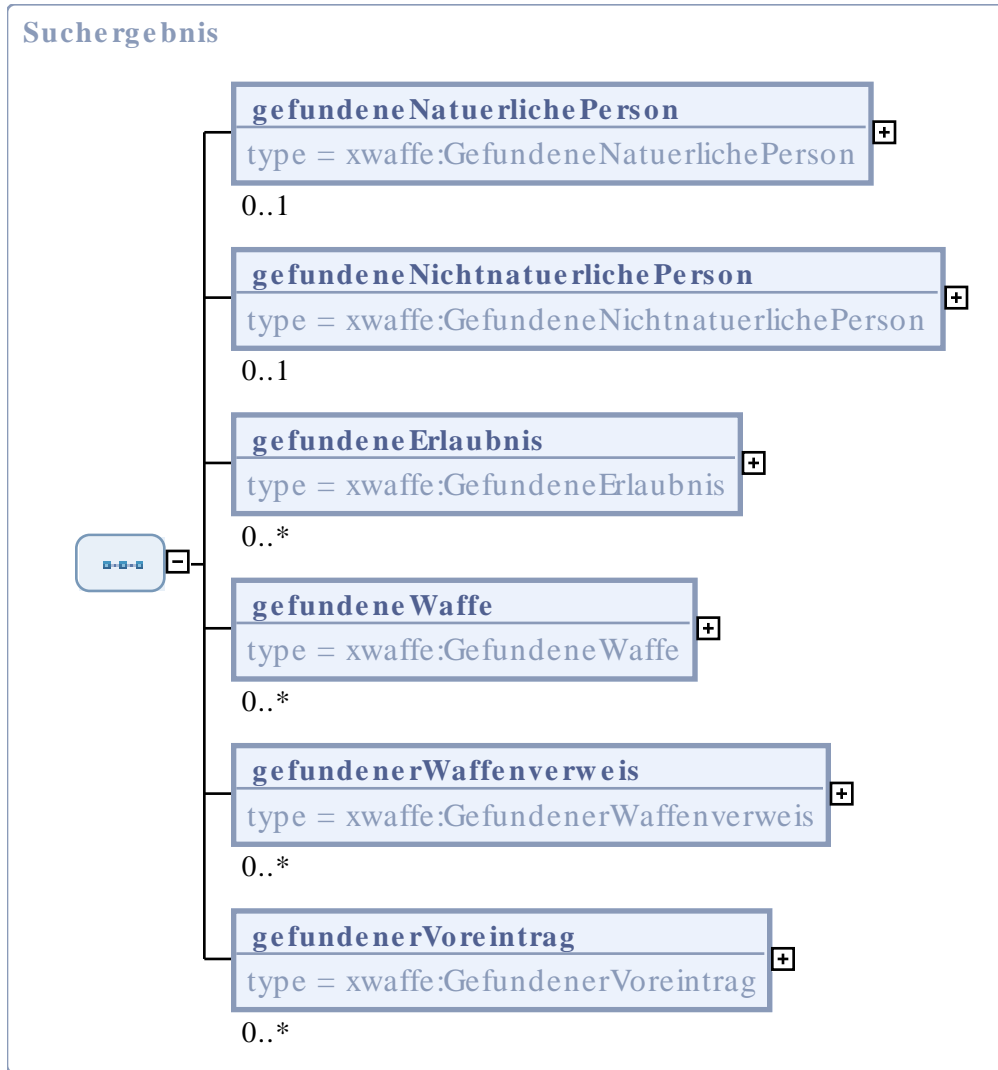 Suchergebnis
gefundeneNatuerlichePerson
type = xwaffe:GefundeneNatuerlichePerson
0..1
gefundeneNichtnatuerlichePerson
type = xwaffe:GefundeneNichtnatuerlichePerson
0..1
gefundeneErlaubnis
type = xwaffe:GefundeneErlaubnis
0..*
gefundeneWaffe
type = xwaffe:GefundeneWaffe
0..*
gefundenerWaffenverweis
type = xwaffe:GefundenerWaffenverweis
0..*
gefundenerVoreintrag
type = xwaffe:GefundenerVoreintrag
0..*